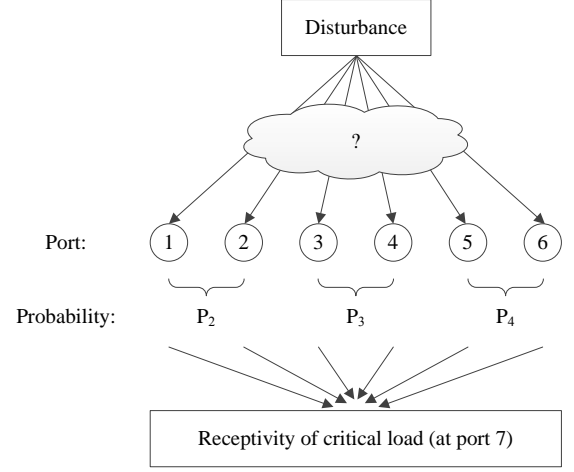 Disturbance
?
Port: 1 2 3 4 5 6
Probability: P₂ P₃ P₄
Receptivity of critical load (at port 7)